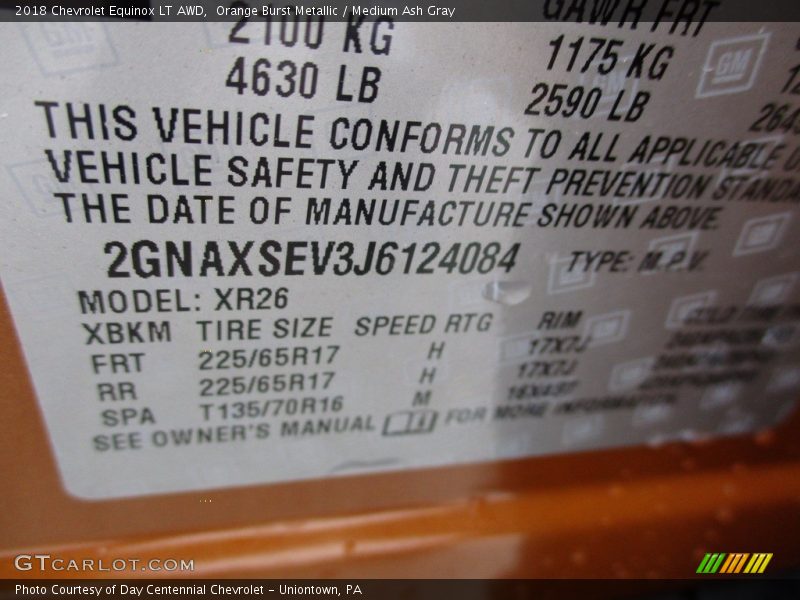 2018 Chevrolet Equinox LT AWD, Orange Burst Metallic / Medium Ash Gray
2100 KG GAWR FRT
4630 LB 1175 KG
2590 LB
GM
THIS VEHICLE CONFORMS TO ALL APPLICABLE
VEHICLE SAFETY AND THEFT PREVENTION
THE DATE OF MANUFACTURE SHOWN ABOVE.
2GNAXSEV3J6124084 TYPE: M.P.V.
MODEL: XR26
XBKM TIRE SIZE SPEED RTG RIM
FRT 225/65R17 H 17X7J
RR 225/65R17 H 17X7J
SPA T135/70R16 M
SEE OWNER'S MANUAL FOR MORE INFORMATION
GTCARLOT.COM
Photo Courtesy of Day Centennial Chevrolet - Uniontown, PA